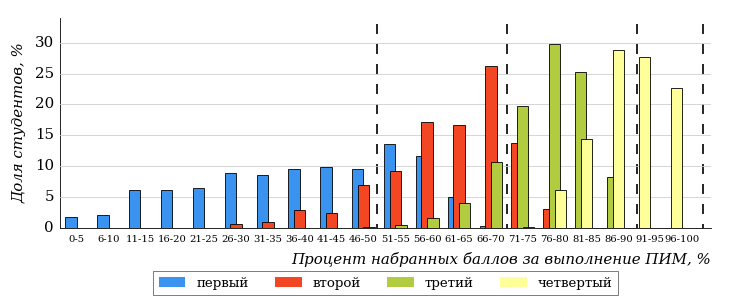 Доля студентов, %
30
25
20
15
10
5
0
0-5 6-10 11-15 16-20 21-25 26-30 31-35 36-40 41-45 46-50 51-55 56-60 61-65 66-70 71-75 76-80 81-85 86-90 91-95 96-100
Процент набранных баллов за выполнение ПИМ, %
первый второй третий четвертый